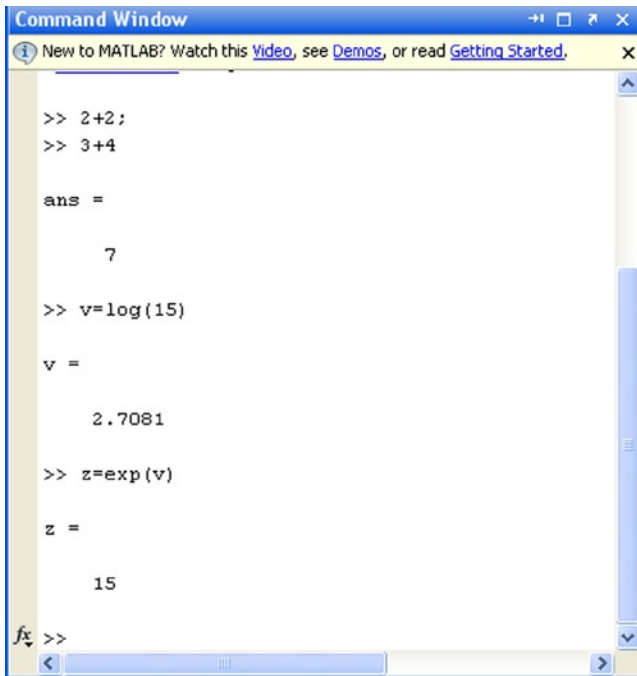 Command Window
New to MATLAB? Watch this Video, see Demos, or read Getting Started.
>> 2+2;
>> 3+4
ans =
7
>> v=log(15)
v =
2.7081
>> z=exp(v)
z =
15
fx >>